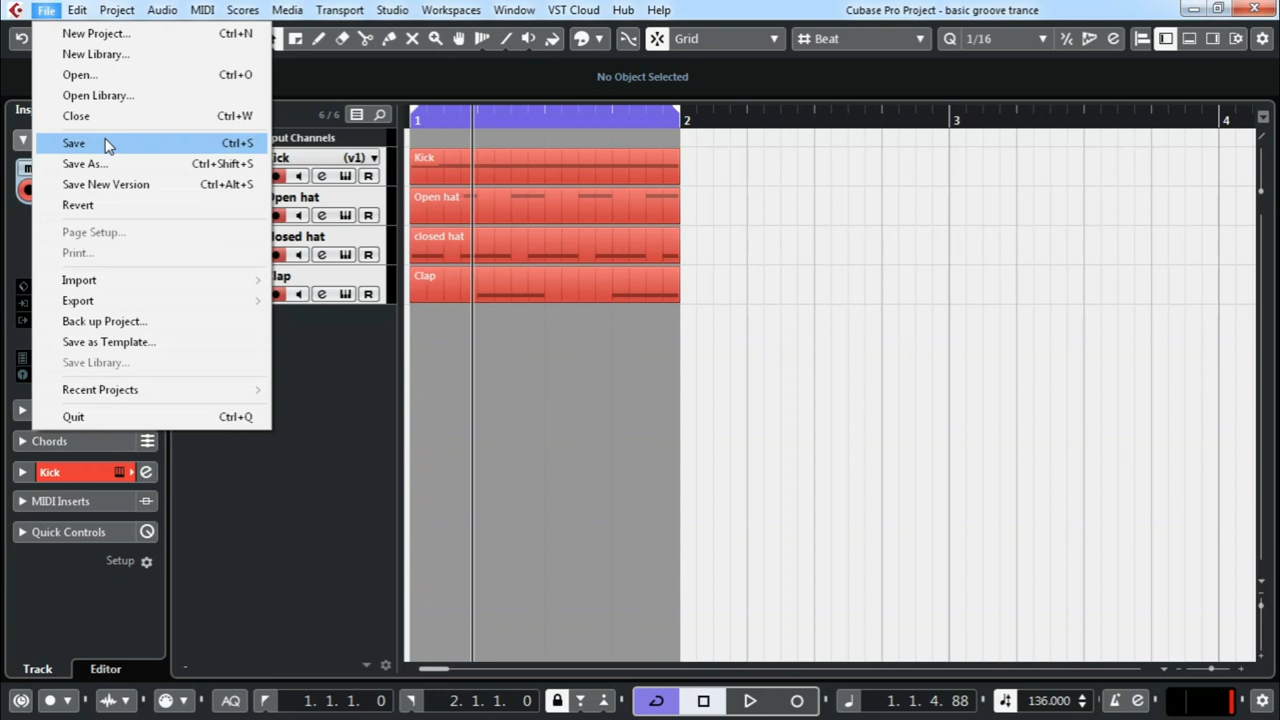 File Edit Project Audio MIDI Scores Media Transport Studio Workspaces Window VST Cloud Hub Help
Cubase Pro Project - basic groove trance
New Project... Ctrl+N
New Library...
Open... Ctrl+O
Open Library...
Close Ctrl+W
Save Ctrl+S
Save As... Ctrl+Shift+S
Save New Version Ctrl+Alt+S
Revert
Page Setup...
Print...
Import
Export
Back up Project...
Save as Template...
Save Library...
Recent Projects
Quit Ctrl+Q
Grid
Beat
Q 1/16
No Object Selected
Ins
6/6
put Channels
ick (v1)
R
pen hat
R
losed hat
R
lap
R
1 2 3 4
Kick
Open hat
closed hat
Clap
Chords
Kick
MIDI Inserts
Quick Controls
Setup
Track Editor
AQ 1. 1. 1. 0 2. 1. 1. 0 1. 1. 4. 88 136.000